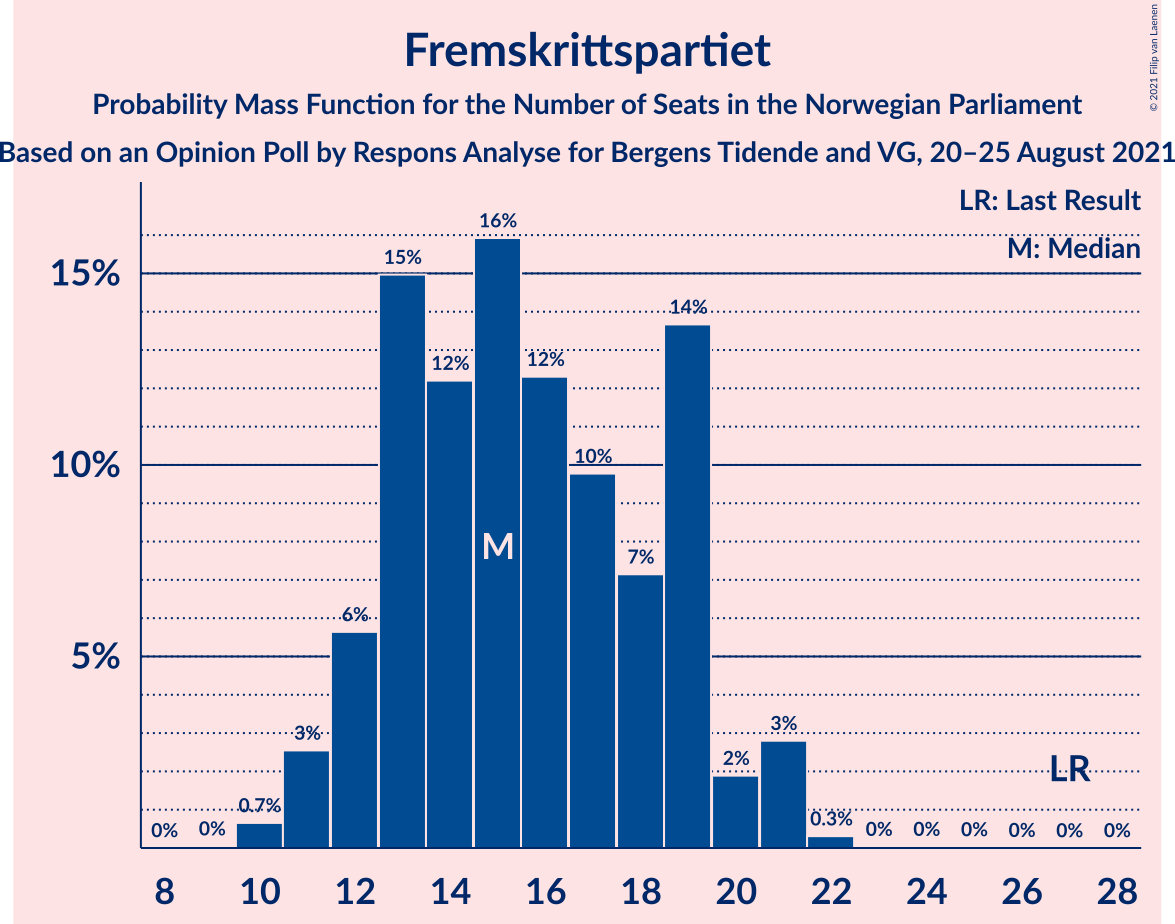 © 2021 Filip van Laenen
Fremskrittspartiet
Probability Mass Function for the Number of Seats in the Norwegian Parliament
Based on an Opinion Poll by Respons Analyse for Bergens Tidende and VG, 20–25 August 2021
LR: Last Result
M: Median
15%
10%
5%
0%
0%
0.7%
3%
6%
15%
12%
16%
12%
10%
7%
14%
2%
3%
0.3%
0%
0%
0%
0%
0%
0%
M
LR
8 10 12 14 16 18 20 22 24 26 28